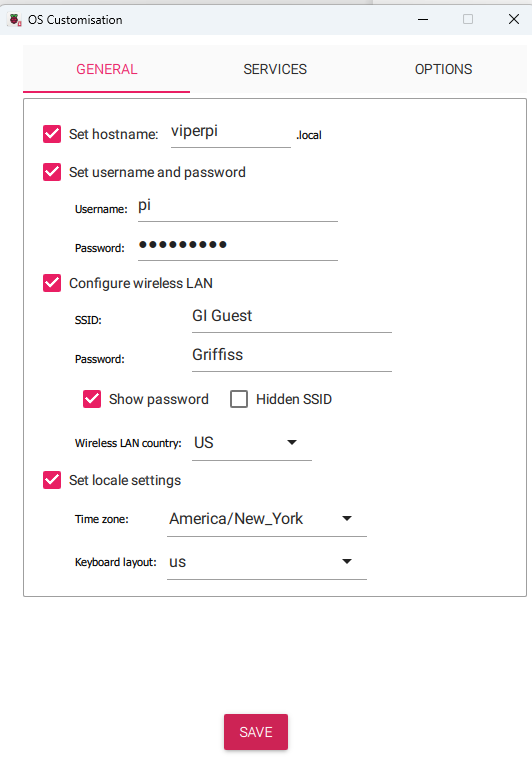 OS Customisation
GENERAL SERVICES OPTIONS
Set hostname: viperpi .local
Set username and password
Username: pi
Password: ●●●●●●●●●
Configure wireless LAN
SSID: GI Guest
Password: Griffiss
Show password Hidden SSID
Wireless LAN country: US
Set locale settings
Time zone: America/New_York
Keyboard layout: us
SAVE